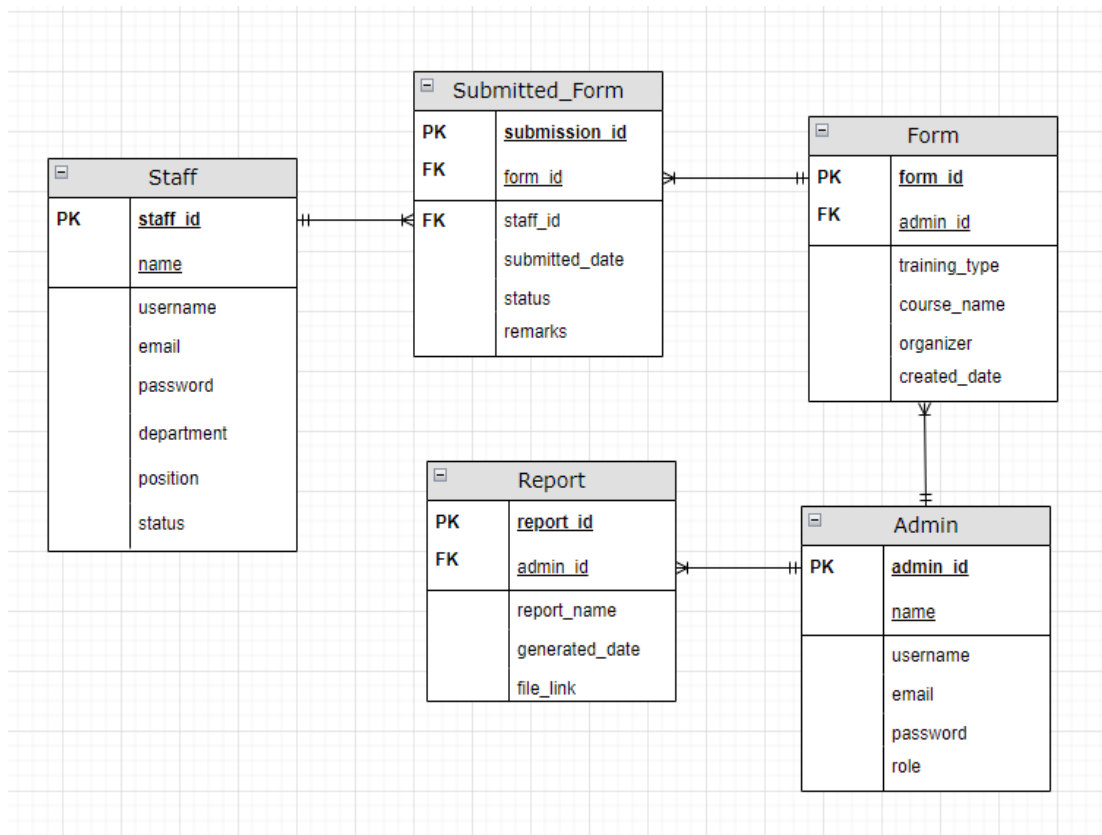 Submitted_Form
PK submission_id
FK form_id
FK staff_id
submitted_date
status
remarks
Form
PK form_id
FK admin_id
training_type
course_name
organizer
created_date
Staff
PK staff_id
name
username
email
password
department
position
status
Report
PK report_id
FK admin_id
report_name
generated_date
file_link
Admin
PK admin_id
name
username
email
password
role